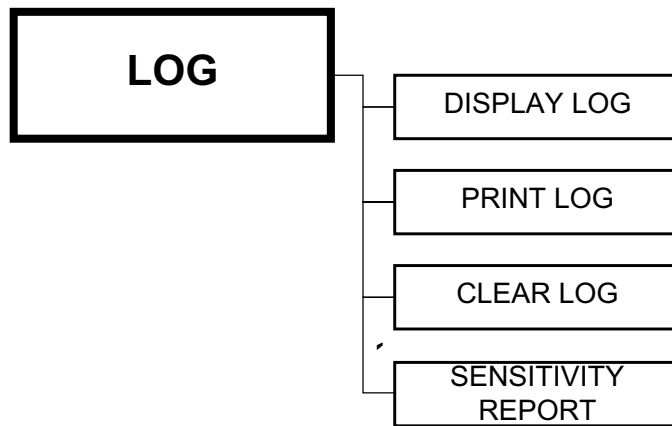 LOG
DISPLAY LOG
PRINT LOG
CLEAR LOG
SENSITIVITY
REPORT